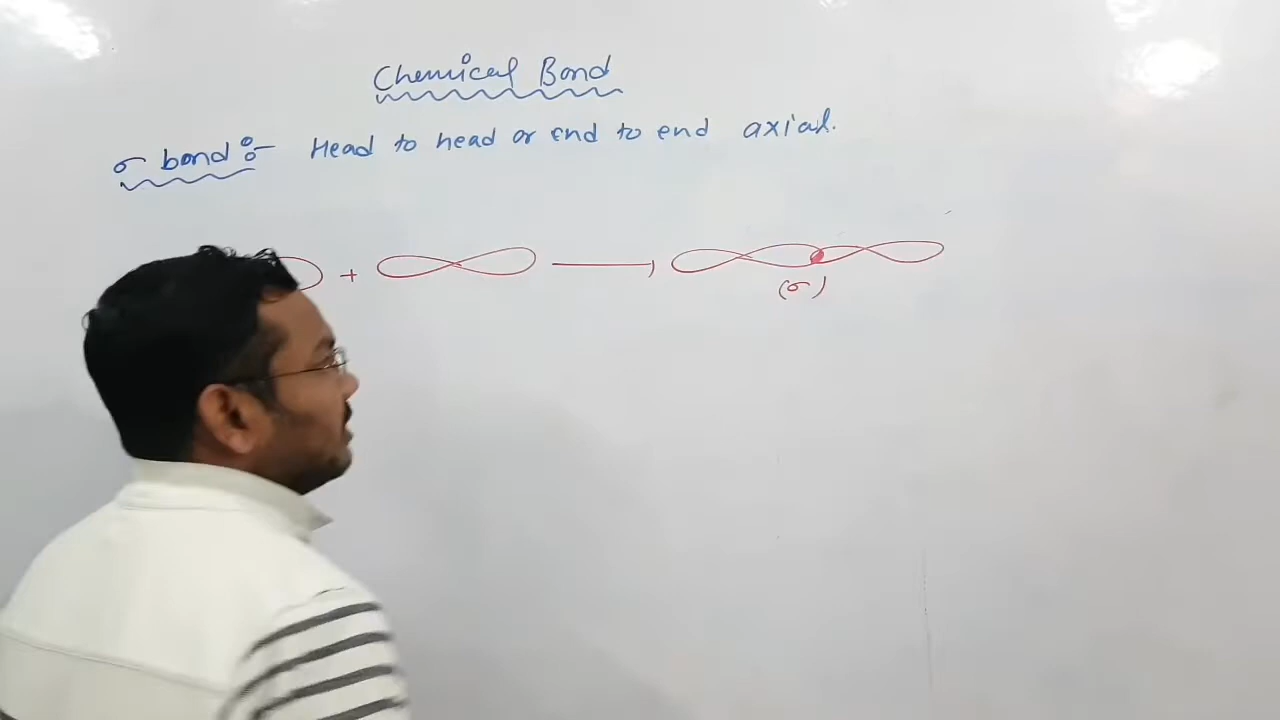 Chemical Bond
σ bond :- Head to head or end to end axial.
+ ⟶
(σ)